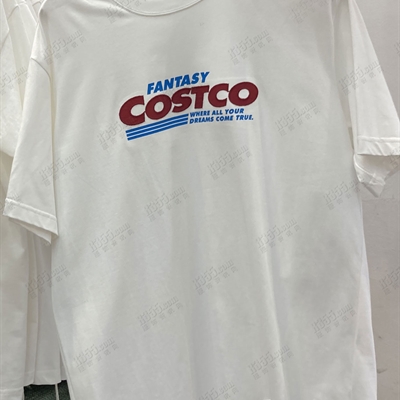 FANTASY
COSTCO
WHERE ALL YOUR
DREAMS COME TRUE.